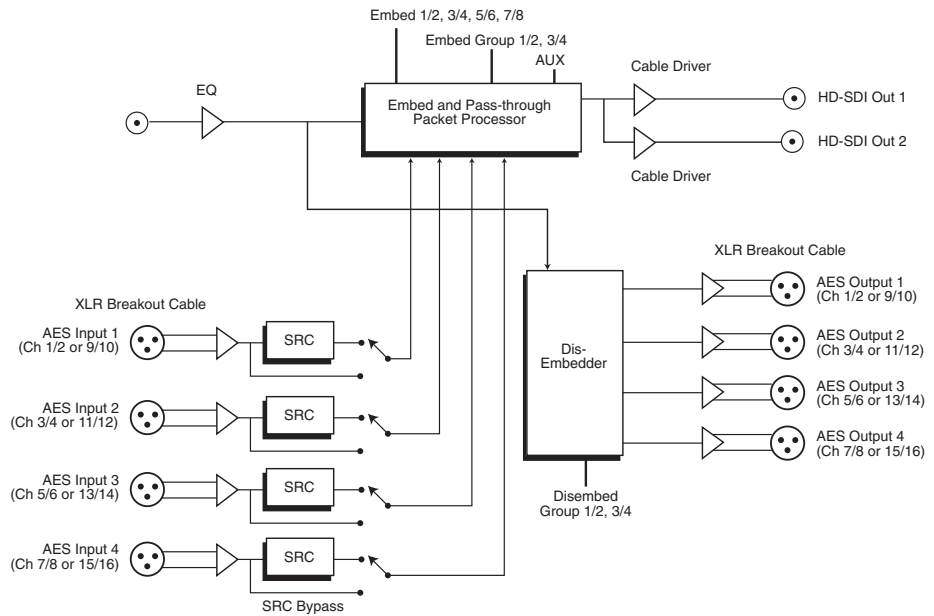 Embed 1/2, 3/4, 5/6, 7/8
Embed Group 1/2, 3/4
AUX
Cable Driver
EQ
Embed and Pass-through
Packet Processor
HD-SDI Out 1
HD-SDI Out 2
Cable Driver
XLR Breakout Cable
AES Output 1
(Ch 1/2 or 9/10)
XLR Breakout Cable
AES Input 1
(Ch 1/2 or 9/10)
SRC
AES Output 2
(Ch 3/4 or 11/12)
Dis-
Embedder
AES Input 2
(Ch 3/4 or 11/12)
SRC
AES Output 3
(Ch 5/6 or 13/14)
AES Output 4
(Ch 7/8 or 15/16)
AES Input 3
(Ch 5/6 or 13/14)
SRC
Disembed
Group 1/2, 3/4
AES Input 4
(Ch 7/8 or 15/16)
SRC
SRC Bypass